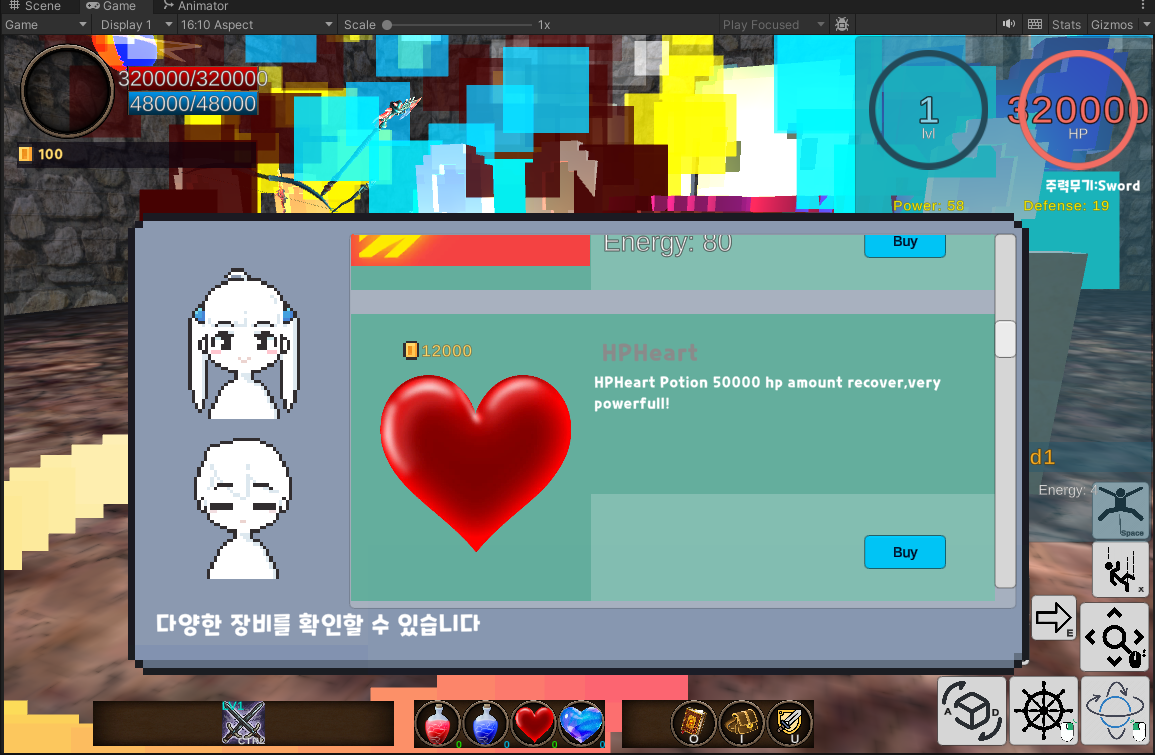 Scene Game Animator
Game Display 1 16:10 Aspect Scale 1x Play Focused Stats Gizmos
320000/320000
48000/48000
100
1
lvl
320000
HP
주력무기:Sword
Power: 58 Defense: 19
Energy: 80
Buy
12000
HPHeart
HPHeart Potion 50000 hp amount recover,very
powerfull!
Buy
d1
Energy: 4
Space
x
E
다양한 장비를 확인할 수 있습니다
A D
LV1
CTRL
0 0 0 0
O I U